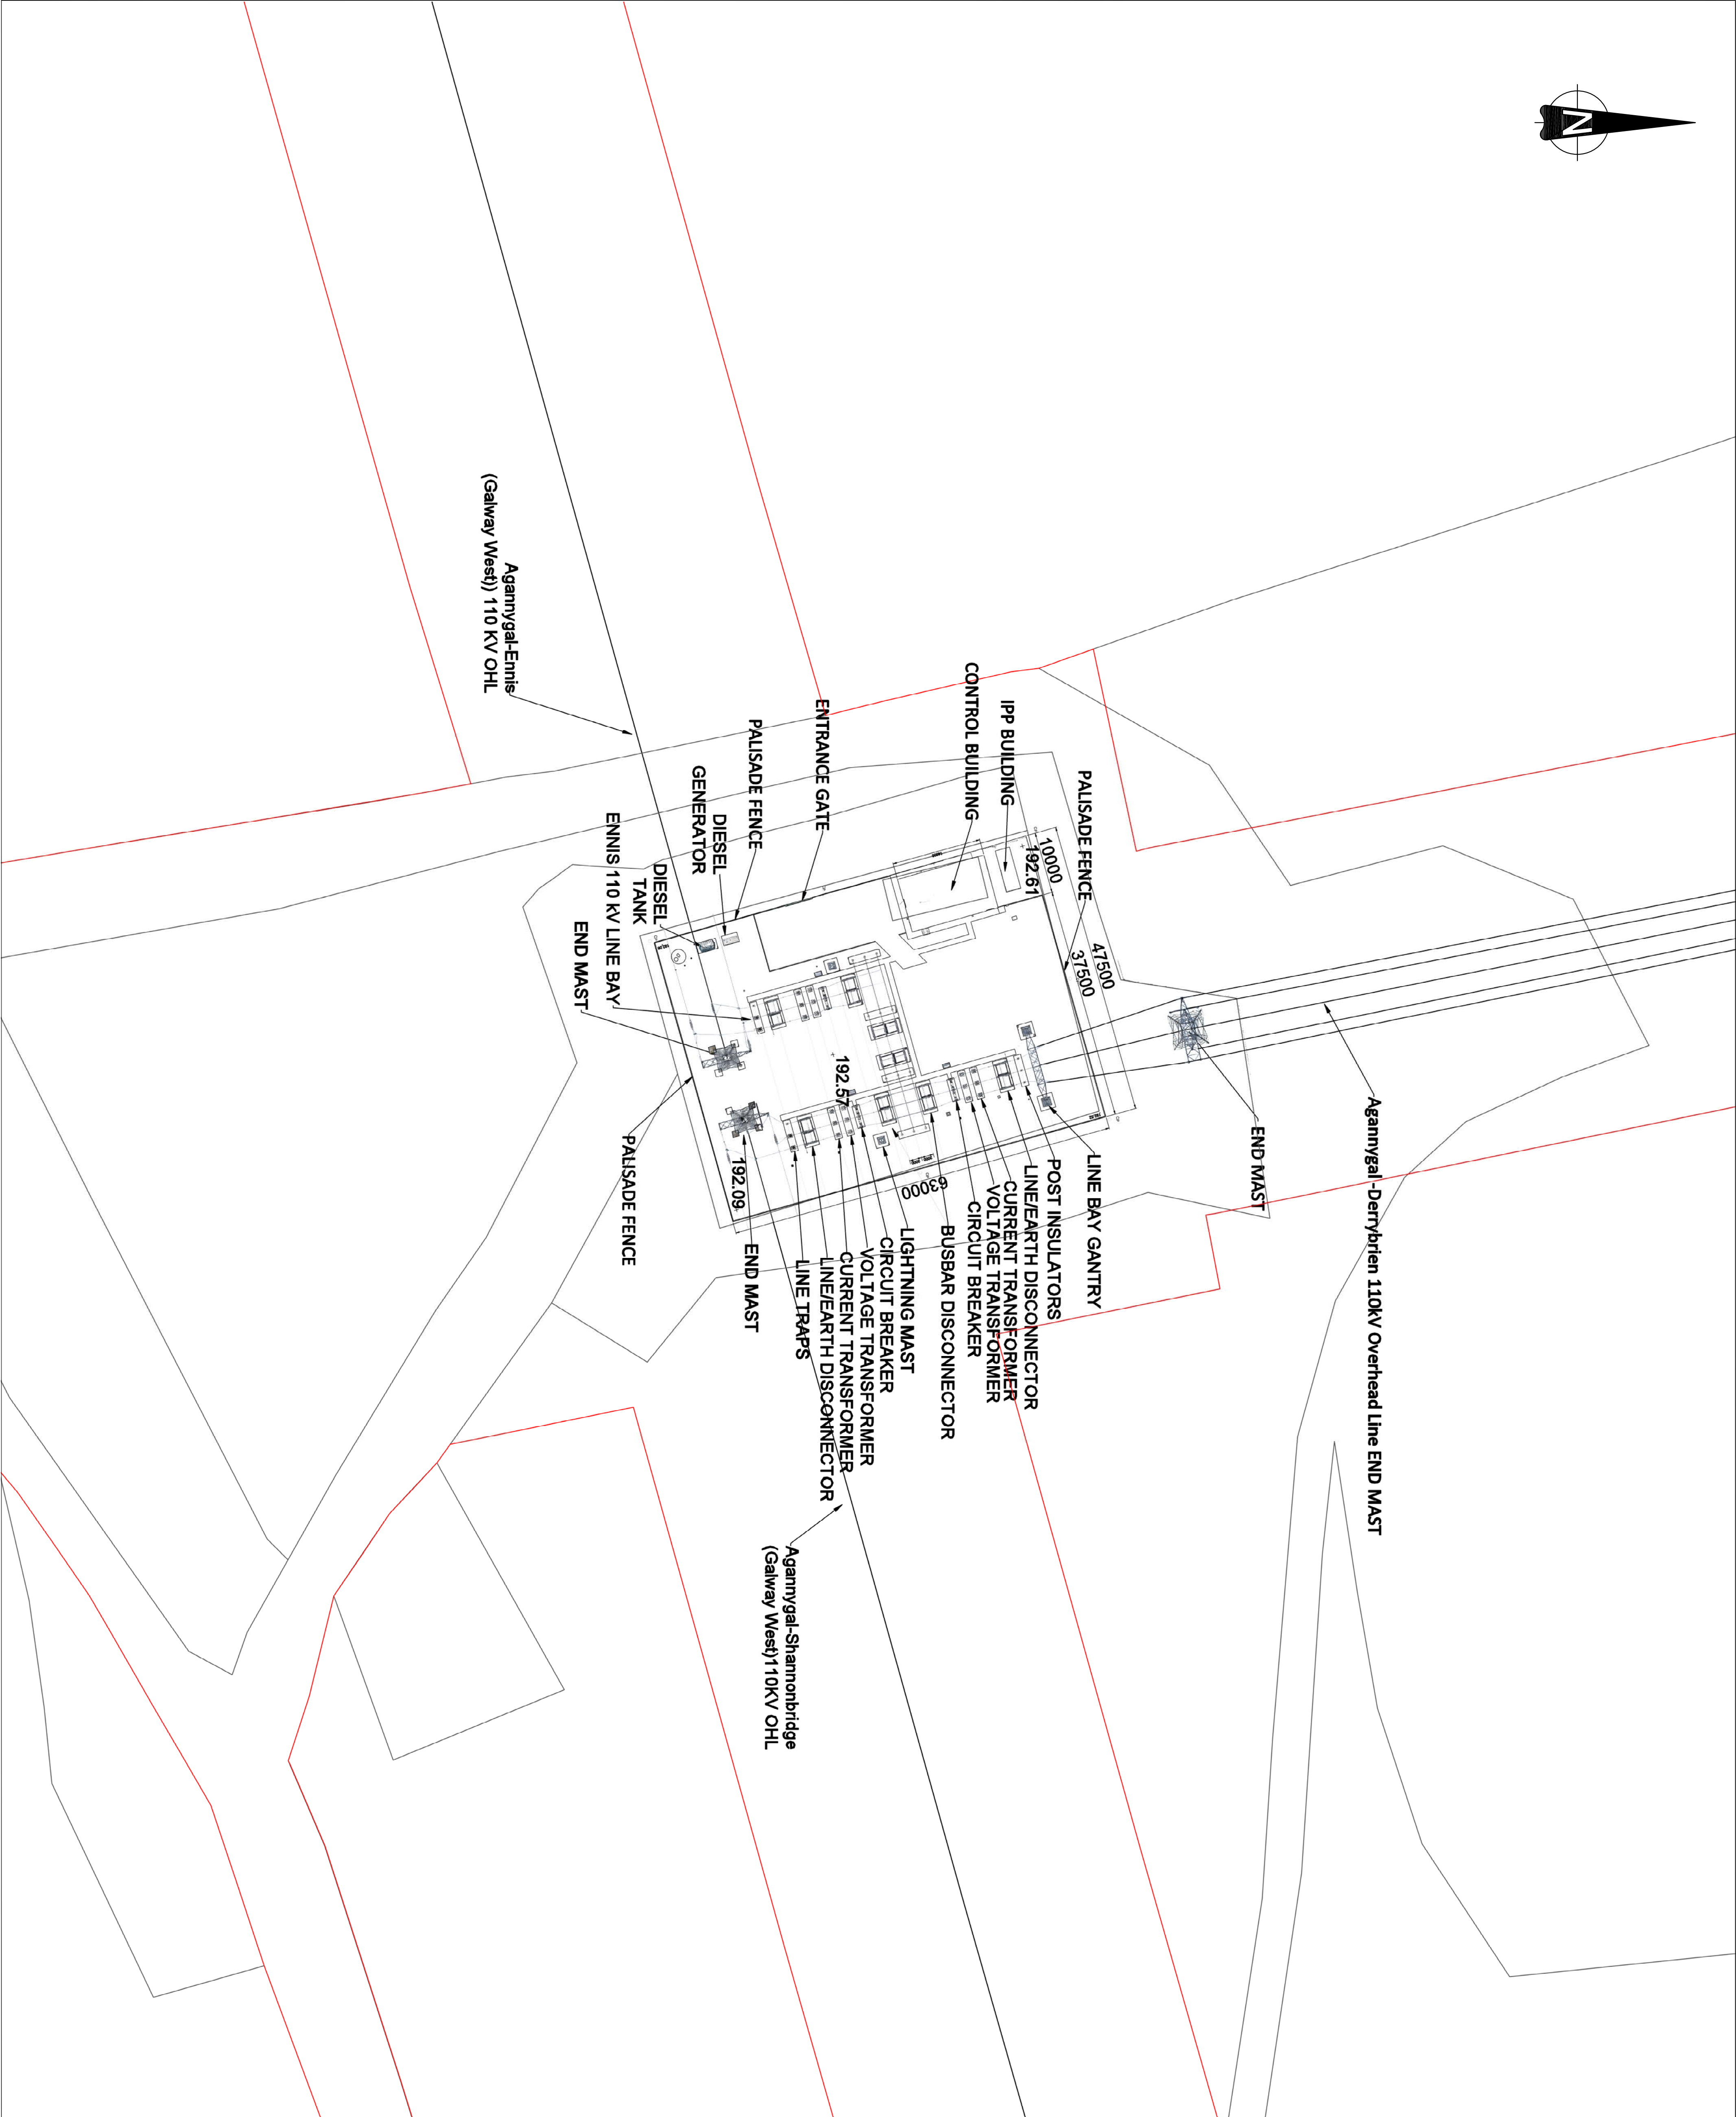 N
Agannygal -Derrybrien 110kV Overhead Line END MAST
END MAST
PALISADE FENCE
47500
37500
10000
192.61
IPP BUILDING
CONTROL BUILDING
LINE BAY GANTRY
POST INSULATORS
LINE/EARTH DISCONNECTOR
CURRENT TRANSFORMER
VOLTAGE TRANSFORMER
CIRCUIT BREAKER
BUSBAR DISCONNECTOR
63000
LIGHTNING MAST
CIRCUIT BREAKER
VOLTAGE TRANSFORMER
CURRENT TRANSFORMER
LINE/EARTH DISCONNECTOR
LINE TRAPS
END MAST
192.57
192.09
ENTRANCE GATE
PALISADE FENCE
DIESEL
GENERATOR
DIESEL
TANK
ENNIS 110 kV LINE BAY
END MAST
PALISADE FENCE
Agannygal-Ennis
(Galway West)) 110 KV OHL
Agannygal-Shannonbridge
(Galway West)110KV OHL